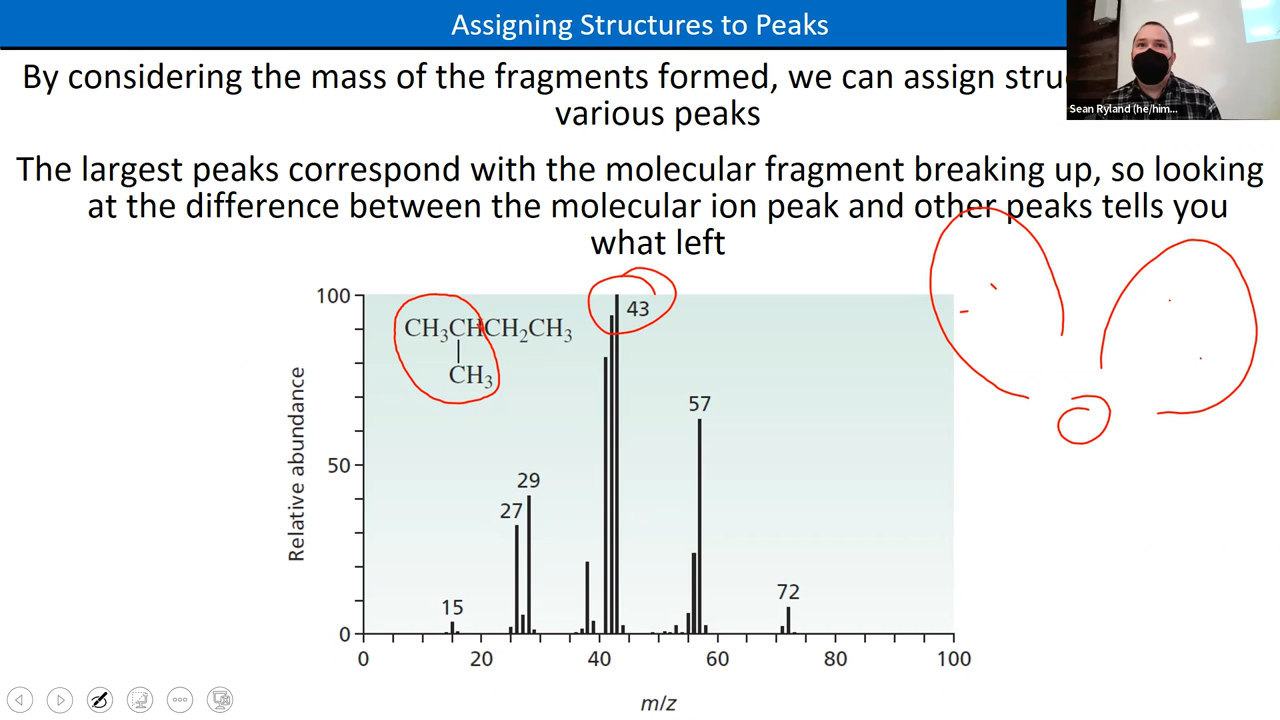 Assigning Structures to Peaks
By considering the mass of the fragments formed, we can assign
various peaks
Sean Ryland (he/him...
The largest peaks correspond with the molecular fragment breaking up, so looking
at the difference between the molecular ion peak and other peaks tells you
what left
100
50
0
Relative abundance
CH3CHCH2CH3
CH3
43
57
29
27
15
72
0 20 40 60 80 100
m/z